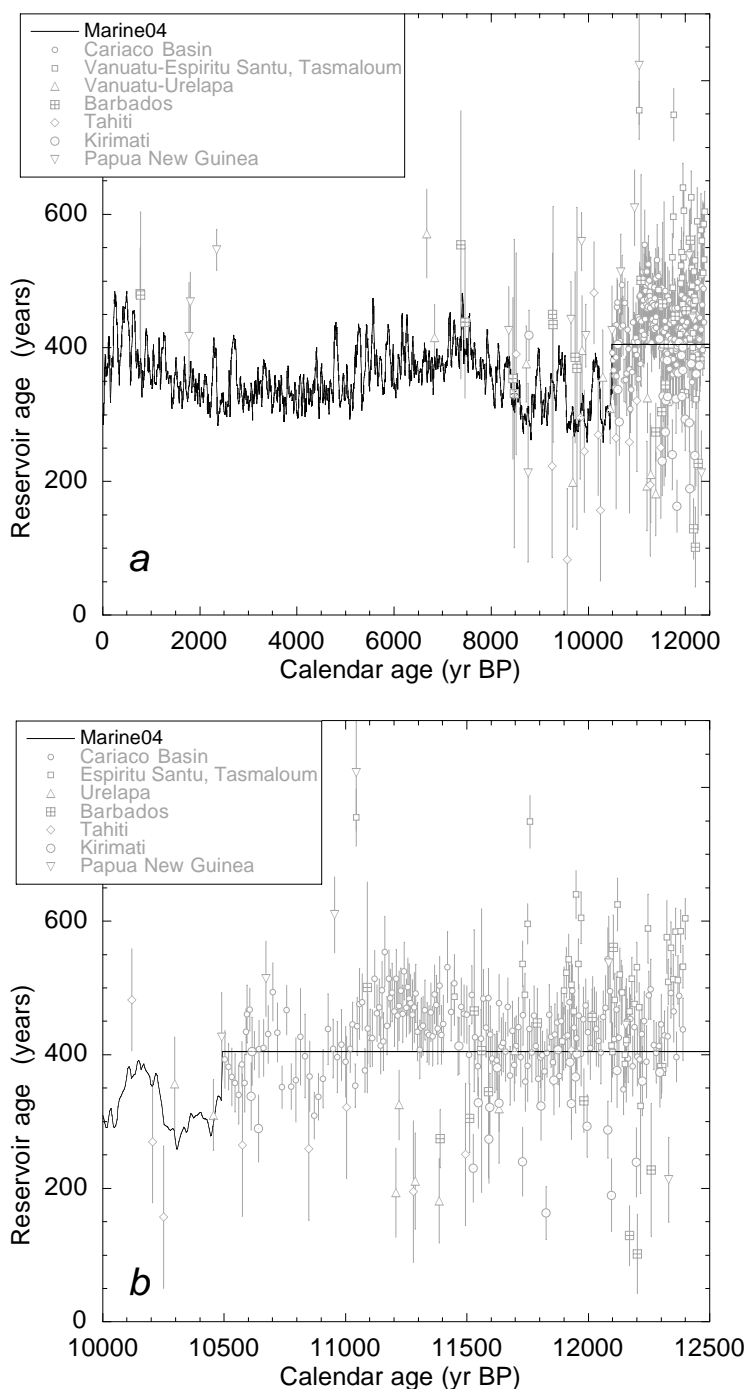 Marine04
Cariaco Basin
Vanuatu-Espiritu Santu, Tasmaloum
Vanuatu-Urelapa
Barbados
Tahiti
Kirimati
Papua New Guinea
600
400
200
0
Reservoir age (years)
a
0 2000 4000 6000 8000 10000 12000
Calendar age (yr BP)
Marine04
Cariaco Basin
Espiritu Santu, Tasmaloum
Urelapa
Barbados
Tahiti
Kirimati
Papua New Guinea
600
400
200
0
Reservoir age (years)
b
10000 10500 11000 11500 12000 12500
Calendar age (yr BP)